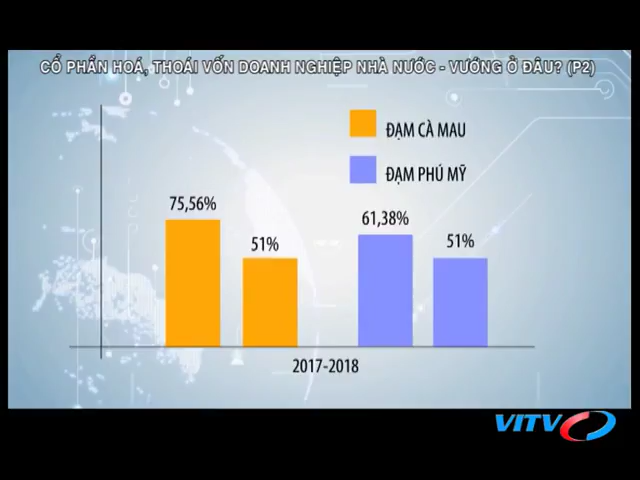 CỔ PHẦN HOÁ, THOÁI VỐN DOANH NGHIỆP NHÀ NƯỚC - VƯỚNG Ở ĐÂU? (P2)
ĐẠM CÀ MAU
ĐẠM PHÚ MỸ
75,56%
51%
61,38%
51%
2017-2018
VITV